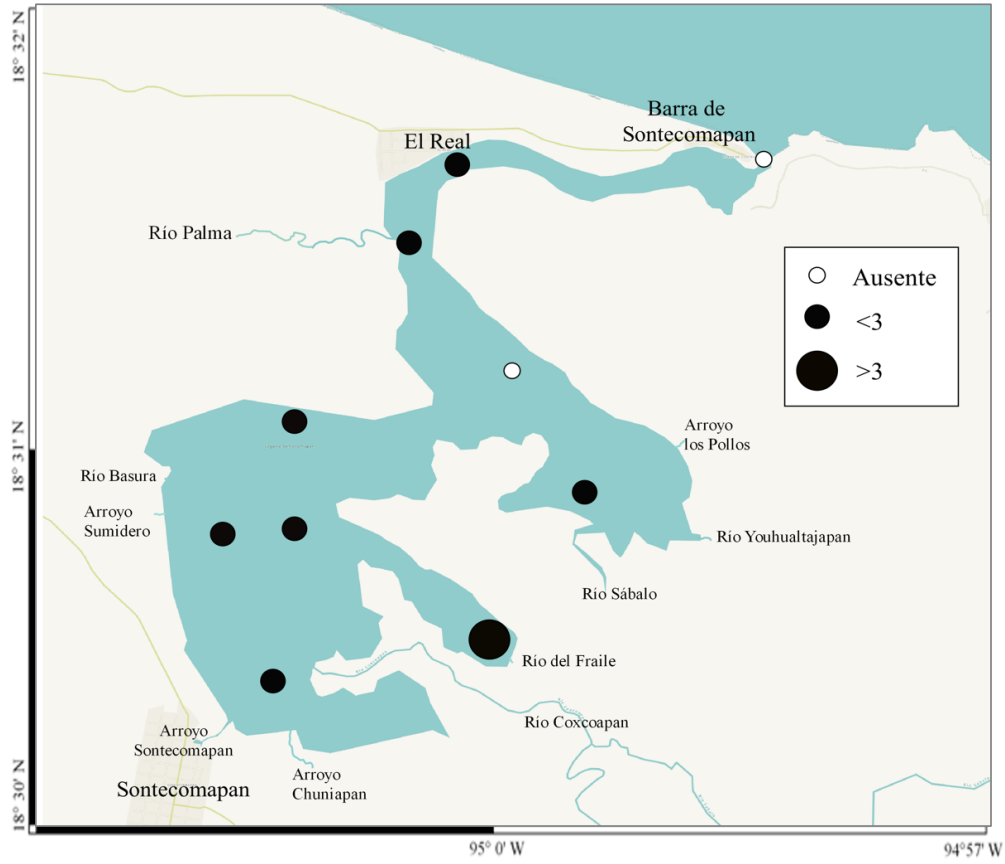 18° 32' N
Barra de
Sontecomapan
El Real
Río Palma
Ausente
<3
>3
Arroyo
los Pollos
18° 31' N
Río Basura
Arroyo
Sumidero
Río Youhualtajapan
Río Sábalo
Río del Fraile
Río Coxcoapan
Arroyo
Sontecomapan
Arroyo
Chuniapan
Sontecomapan
18° 30' N
95° 0' W
94°57' W